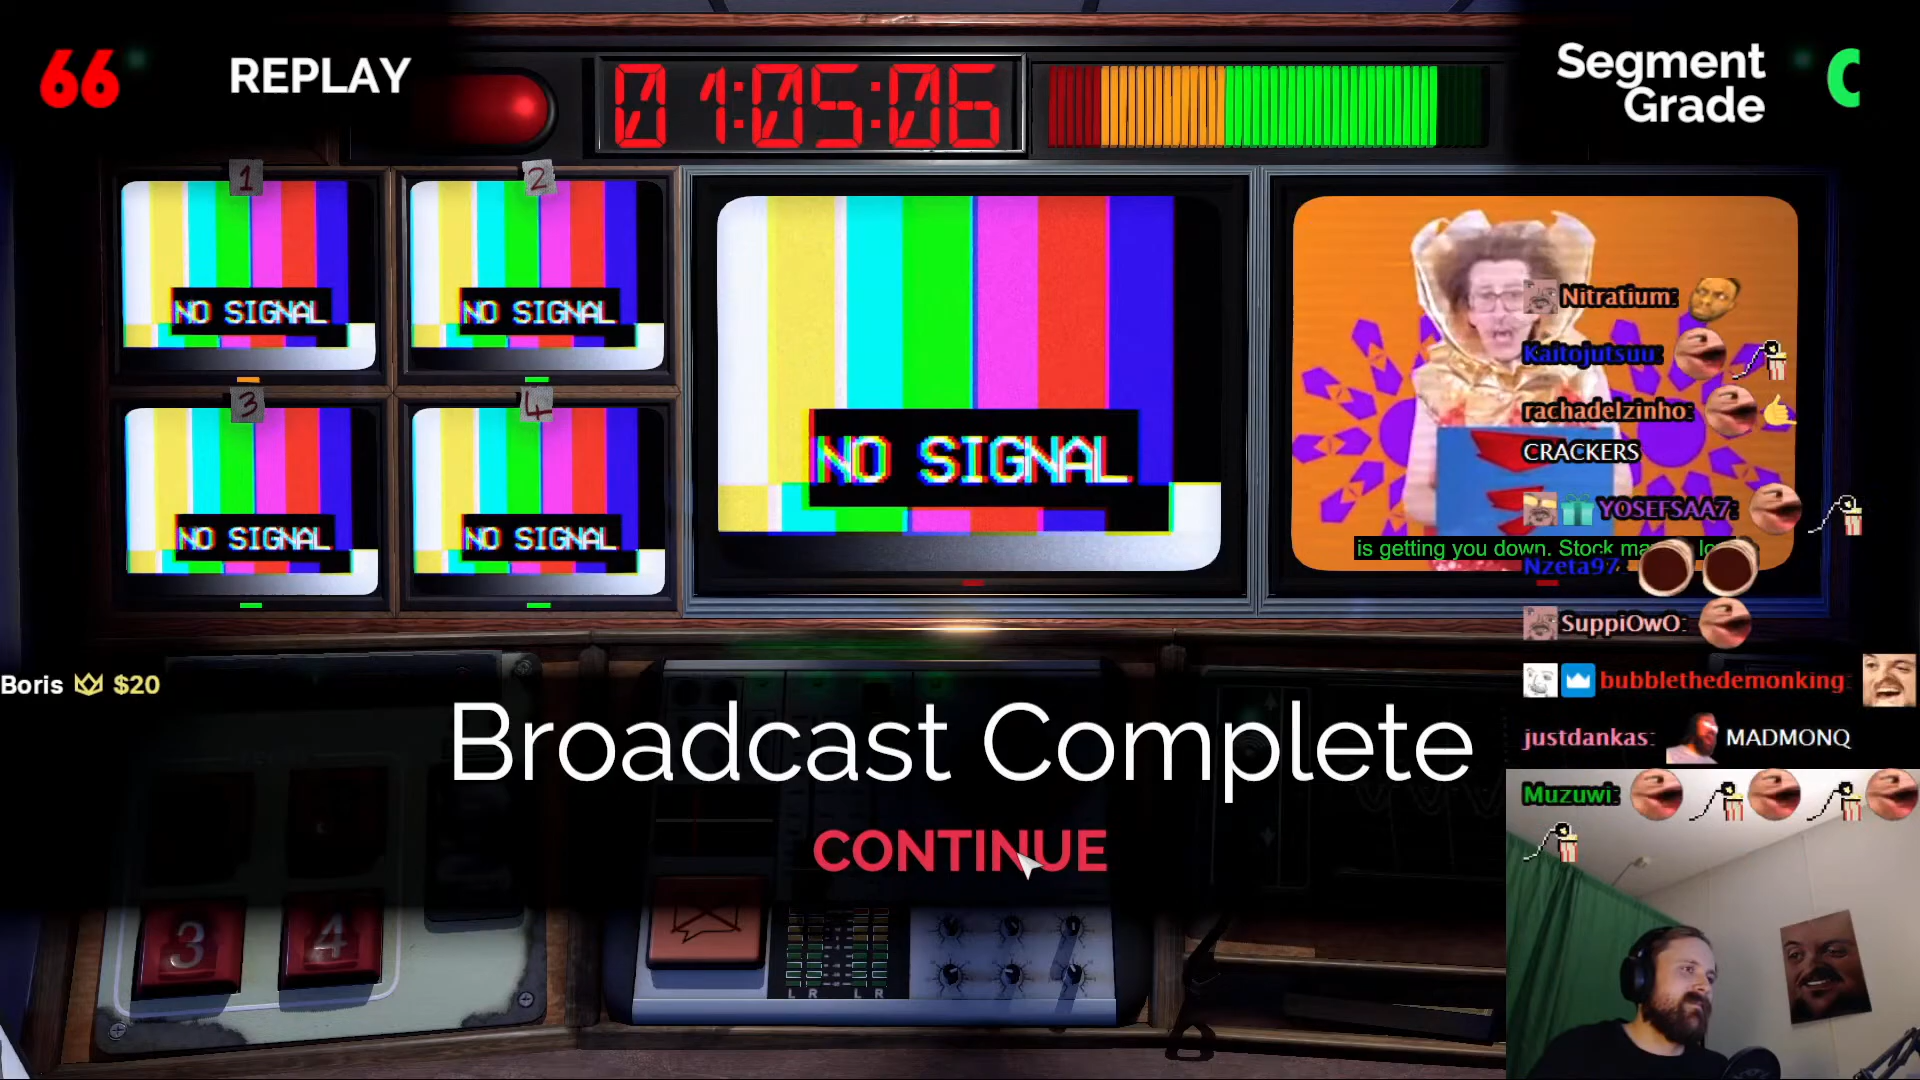 66
REPLAY
01:05:06
Segment
Grade
C
1
2
NO SIGNAL
NO SIGNAL
3
4
NO SIGNAL
NO SIGNAL
NO SIGNAL
is getting you down. Stock ma
Nitratium:
Kaitojutsuu:
rachadelzinho:
CRACKERS
YOSEFSAA7:
Nzeta97:
SuppiOwO:
bubblethedemonking:
justdankas: MADMONQ
Muzuwi:
Boris $20
Broadcast Complete
CONTINUE
3
4
L R L R